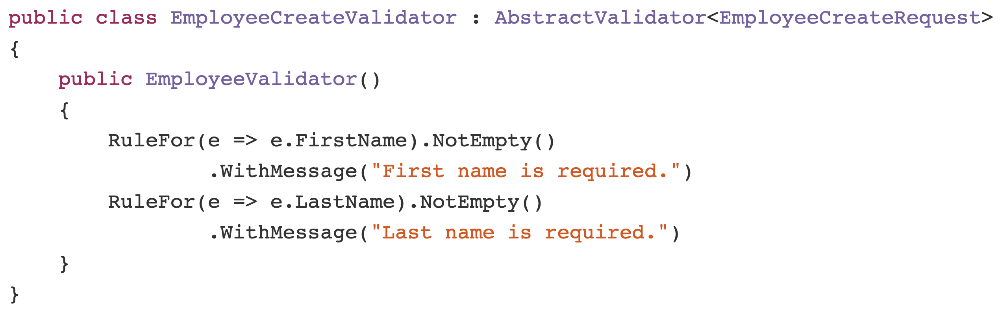 public class EmployeeCreateValidator : AbstractValidator<EmployeeCreateRequest>
{
    public EmployeeValidator()
    {
        RuleFor(e => e.FirstName).NotEmpty()
                .WithMessage("First name is required.")
        RuleFor(e => e.LastName).NotEmpty()
                .WithMessage("Last name is required.")
    }
}